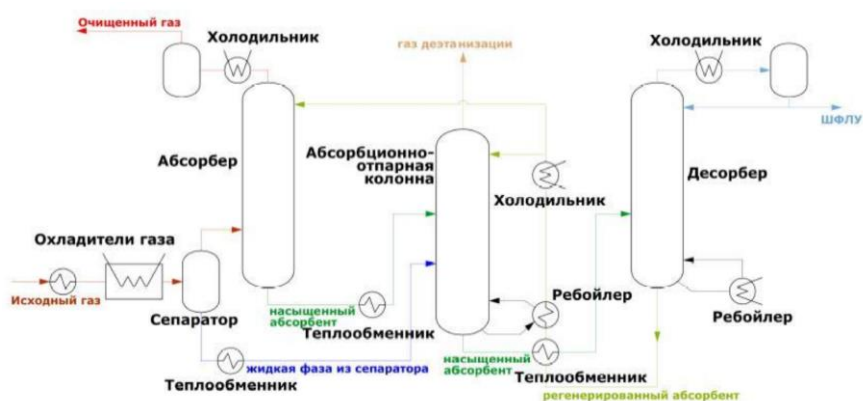 Очищенный газ
Холодильник
газ деэтанизации
Холодильник
ШФЛУ
Абсорбер
Абсорбционно-
отпарная
колонна
Десорбер
Холодильник
Охладители газа
Исходный газ
Сепаратор
насыщенный
абсорбент
Теплообменник
Ребойлер
Ребойлер
Теплообменник
жидкая фаза из сепаратора
насыщенный
абсорбент
Теплообменник
регенерированный абсорбент